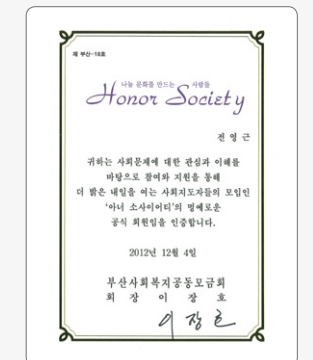 제 부산-18호
나눔 문화를 만드는 사람들
Honor Society
전 영 근
귀하는 사회문제에 대한 관심과 이해를
바탕으로 참여와 지원을 통해
더 밝은 내일을 여는 사회지도자들의 모임인
‘아너 소사이어티’의 명예로운
공식 회원임을 인증합니다.
2012년 12월 4일
부산사회복지공동모금회
회 장 이 장 호
이 장 호